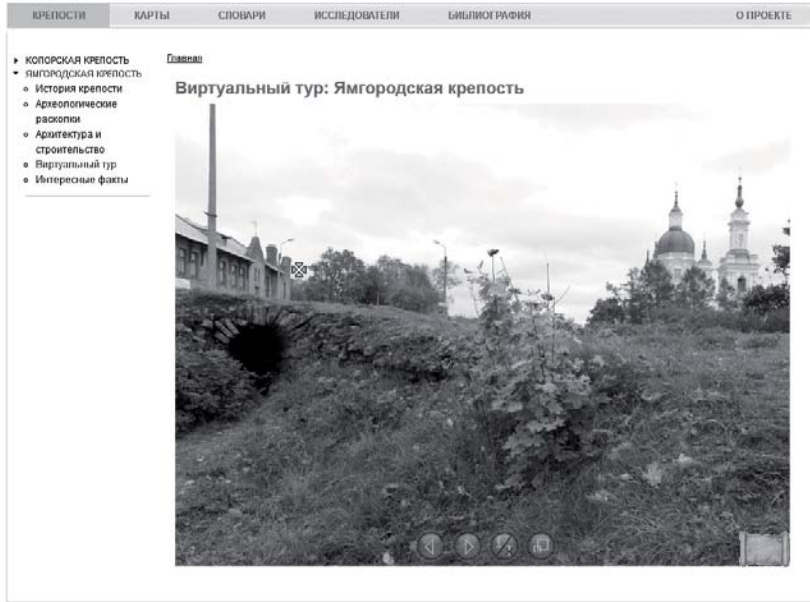 КРЕПОСТИ КАРТЫ СЛОВАРИ ИССЛЕДОВАТЕЛИ БИБЛИОГРАФИЯ О ПРОЕКТЕ
КОПОРСКАЯ КРЕПОСТЬ
ЯМГОРОДСКАЯ КРЕПОСТЬ
История крепости
Археологические
раскопки
Архитектура и
строительство
Виртуальный тур
Интересные факты
Главная
Виртуальный тур: Ямгородская крепость